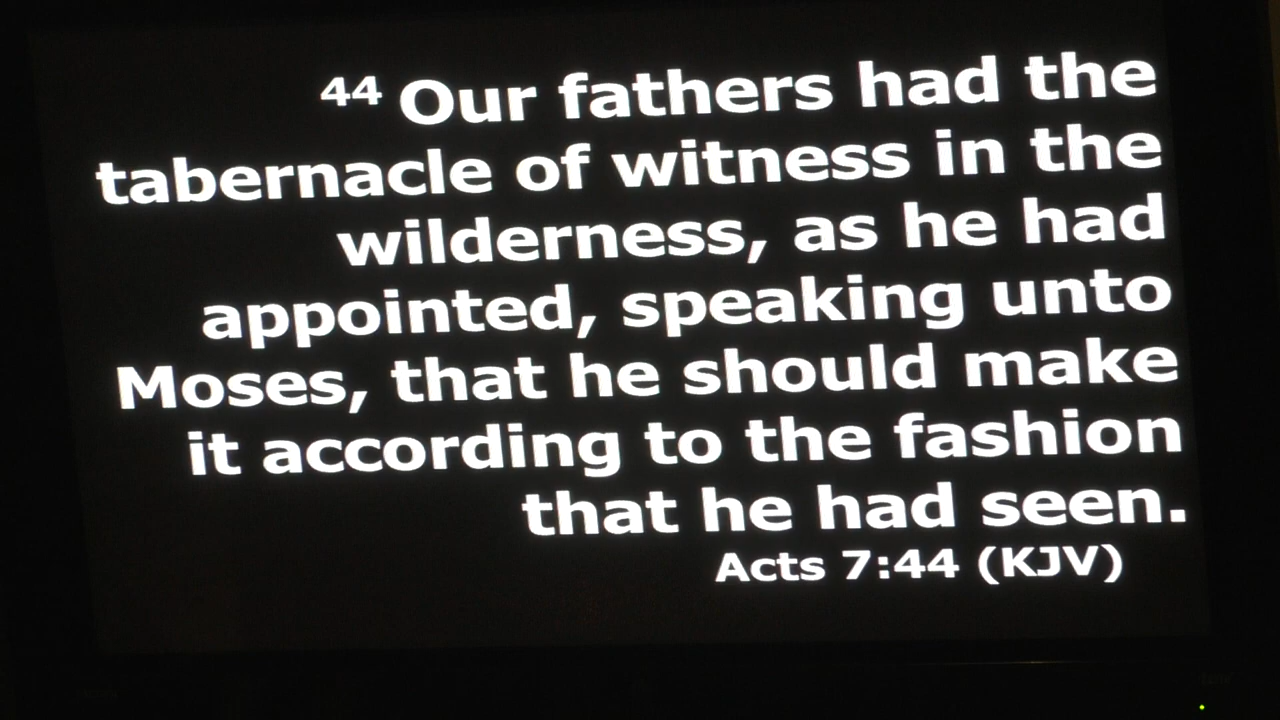 44 Our fathers had the
tabernacle of witness in the
wilderness, as he had
appointed, speaking unto
Moses, that he should make
it according to the fashion
that he had seen.
Acts 7:44 (KJV)